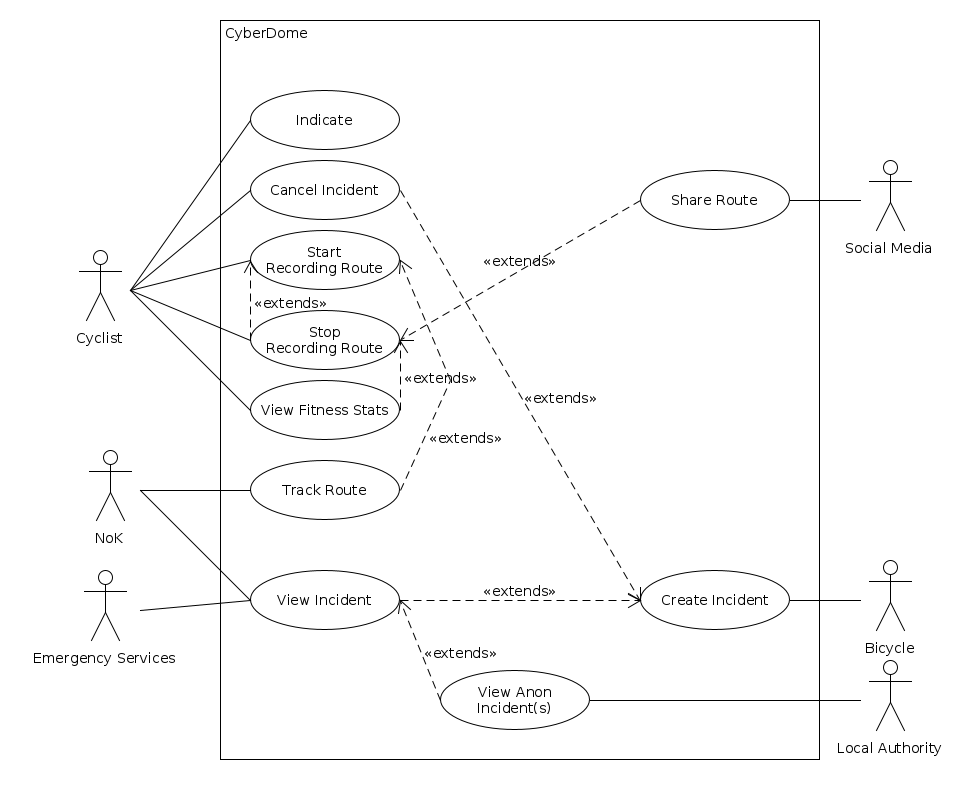 CyberDome
Indicate
Cancel Incident
Share Route
Social Media
Start
Recording Route
«extends»
«extends»
Cyclist
Stop
Recording Route
«extends»
«extends»
View Fitness Stats
«extends»
Track Route
NoK
View Incident
«extends»
Create Incident
Bicycle
Emergency Services
«extends»
View Anon
Incident(s)
Local Authority